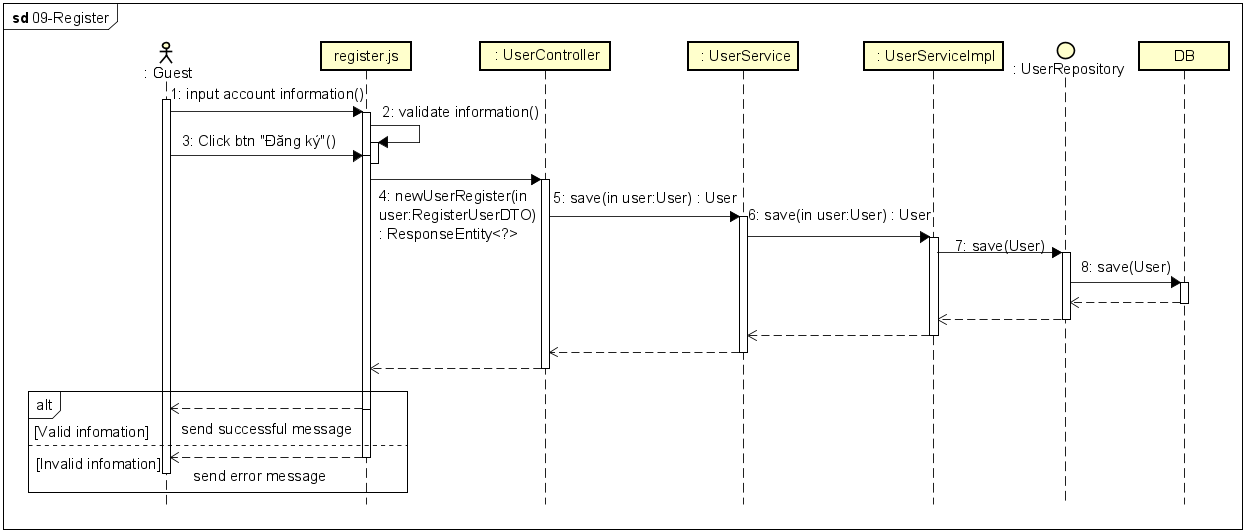 sd 09-Register
: Guest
register.js
: UserController
: UserService
: UserServiceImpl
: UserRepository
DB
1: input account information()
2: validate information()
3: Click btn "Đăng ký"()
4: newUserRegister(in
user:RegisterUserDTO)
: ResponseEntity<?>
5: save(in user:User) : User
6: save(in user:User) : User
7: save(User)
8: save(User)
alt
[Valid infomation]
send successful message
[Invalid infomation]
send error message